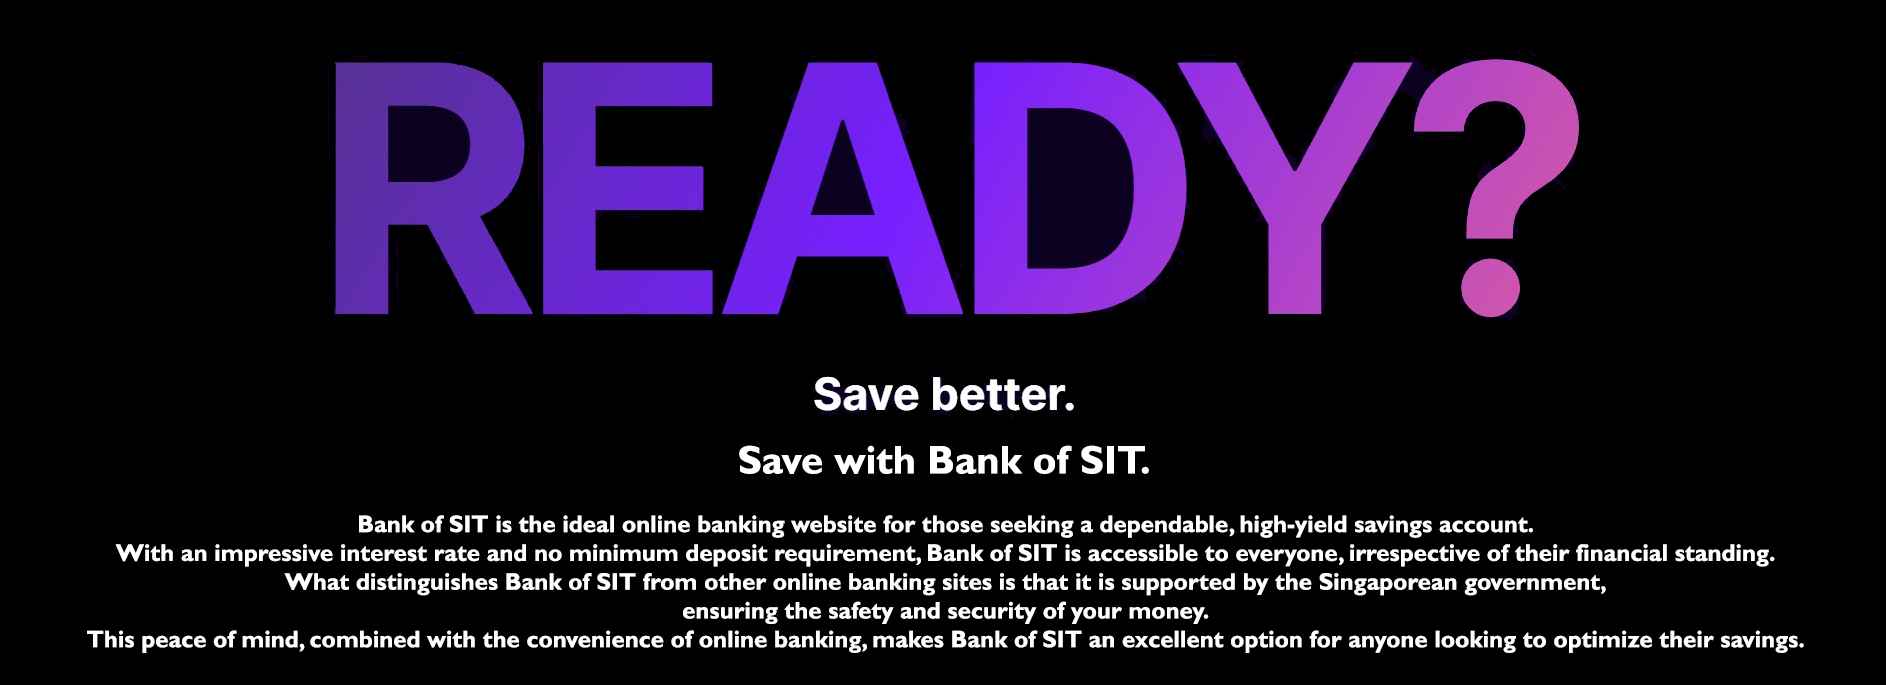 READY?
Save better.
Save with Bank of SIT.
Bank of SIT is the ideal online banking website for those seeking a dependable, high-yield savings account.
With an impressive interest rate and no minimum deposit requirement, Bank of SIT is accessible to everyone, irrespective of their financial standing.
What distinguishes Bank of SIT from other online banking sites is that it is supported by the Singaporean government,
ensuring the safety and security of your money.
This peace of mind, combined with the convenience of online banking, makes Bank of SIT an excellent option for anyone looking to optimize their savings.